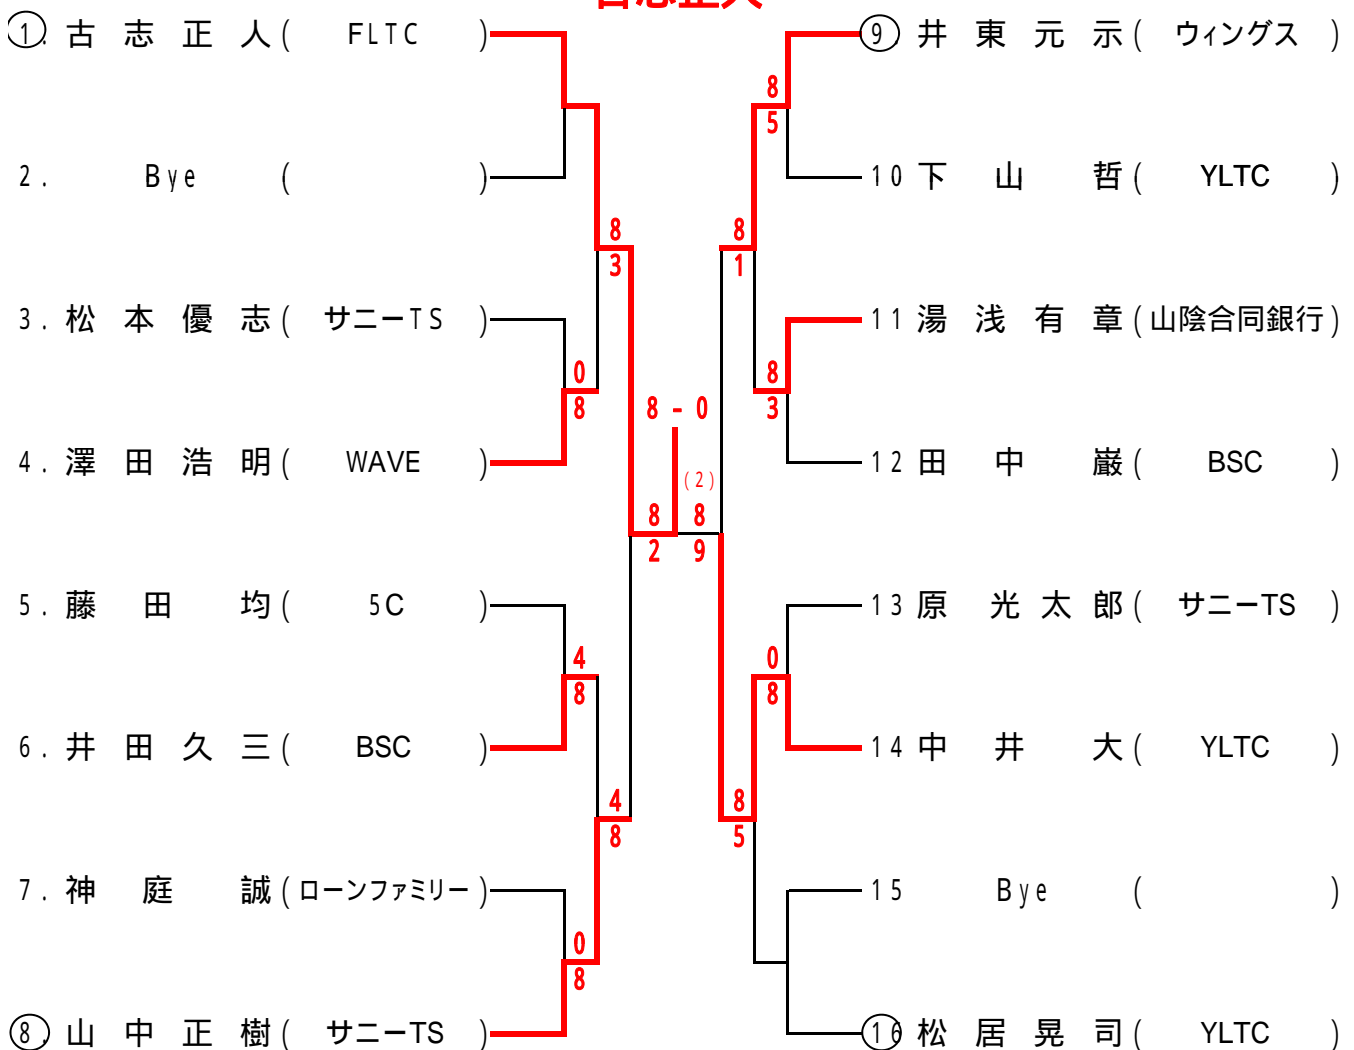 古志正人
1. 古志正人 ( FLTC )
9 井東元示 ( ウィングス )
8
5
2. Bye ( )
10 下山哲 ( YLTC )
8
3
8
1
3. 松本優志 ( サニーTS )
11 湯浅有章 (山陰合同銀行)
0
8
8
3
8-0
4. 澤田浩明 ( WAVE )
12 田中巌 ( BSC )
(2)
8 8
2 9
5. 藤田均 ( 5C )
13 原光太郎 ( サニーTS )
4
8
0
8
6. 井田久三 ( BSC )
14 中井大 ( YLTC )
4
8
8
5
7. 神庭誠 (ローンファミリー)
15 Bye ( )
0
8
8 山中正樹 ( サニーTS )
16 松居晃司 ( YLTC )